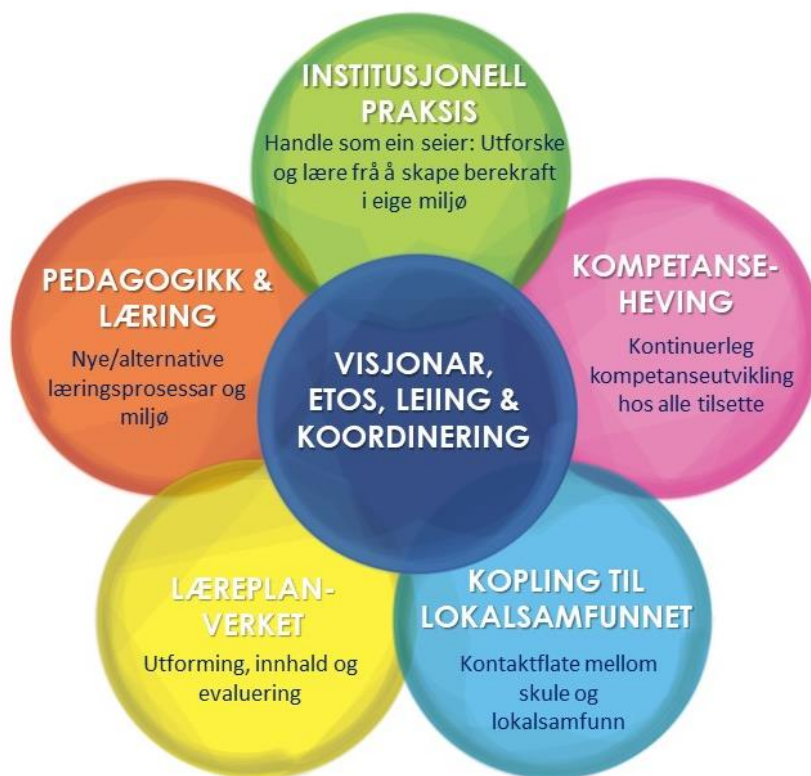 INSTITUSJONELL
PRAKSIS
Handle som ein seier: Utforske
og lære frå å skape berekraft
i eige miljø
PEDAGOGIKK &
LÆRING
Nye/alternative
læringsprosessar og
miljø
KOMPETANSE-
HEVING
Kontinuerleg
kompetanseutvikling
hos alle tilsette
VISJONAR,
ETOS, LEIING &
KOORDINERING
LÆREPLAN-
VERKET
Utforming, innhald og
evaluering
KOPLING TIL
LOKALSAMFUNNET
Kontaktflate mellom
skule og
lokalsamfunn